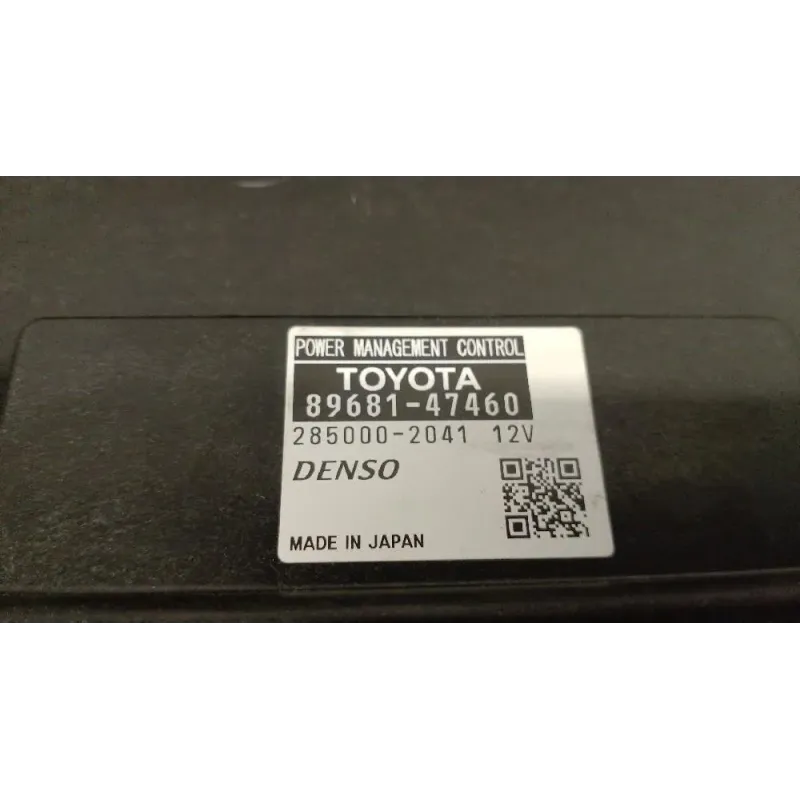 POWER MANAGEMENT CONTROL
TOYOTA
89681-47460
285000-2041 12V
DENSO
MADE IN JAPAN